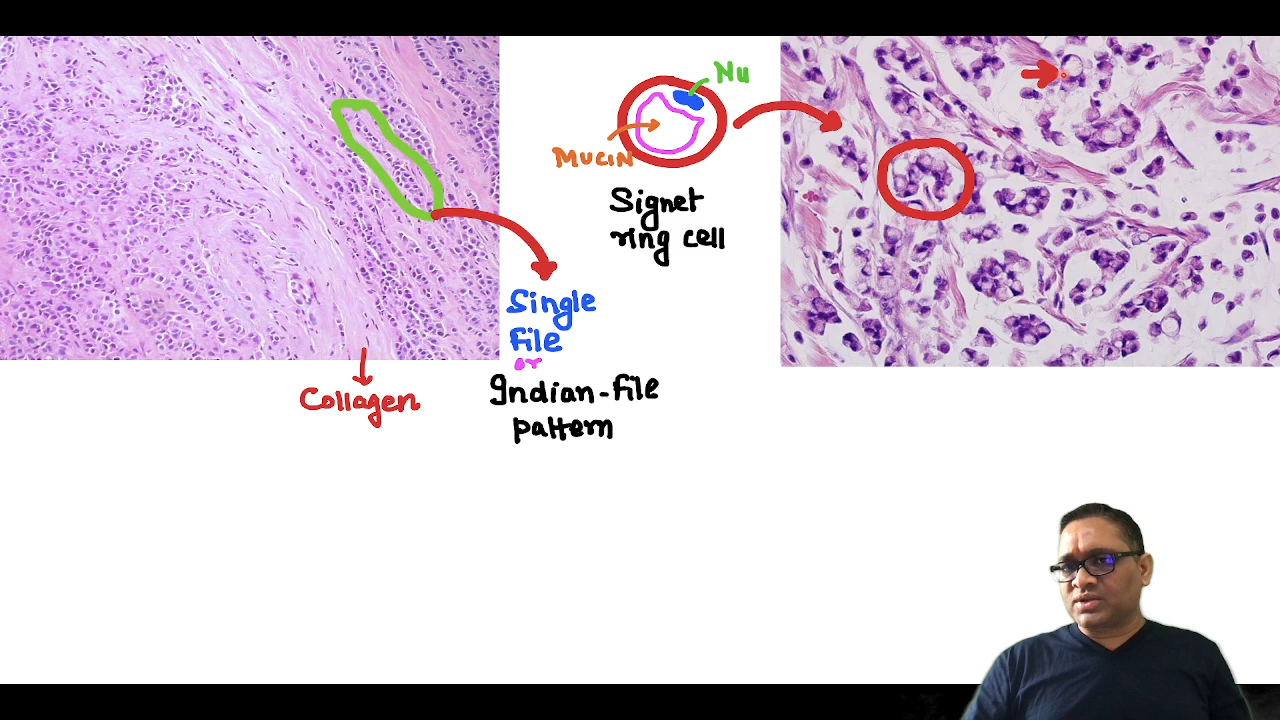 Nu
MUCIN
Signet
ring cell
Single
File
or
Indian-File
pattern
Collagen